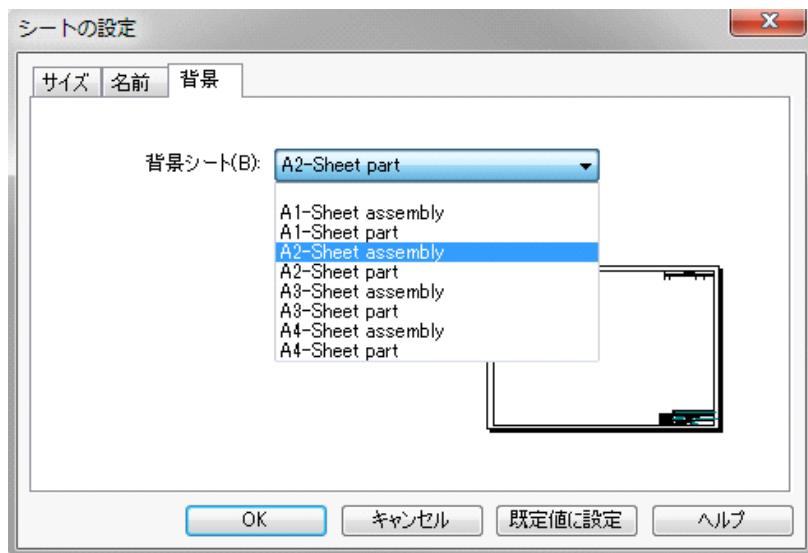 シートの設定
サイズ 名前 背景
背景シート(B): A2-Sheet part
A1-Sheet assembly
A1-Sheet part
A2-Sheet assembly
A2-Sheet part
A3-Sheet assembly
A3-Sheet part
A4-Sheet assembly
A4-Sheet part
OK キャンセル 既定値に設定 ヘルプ